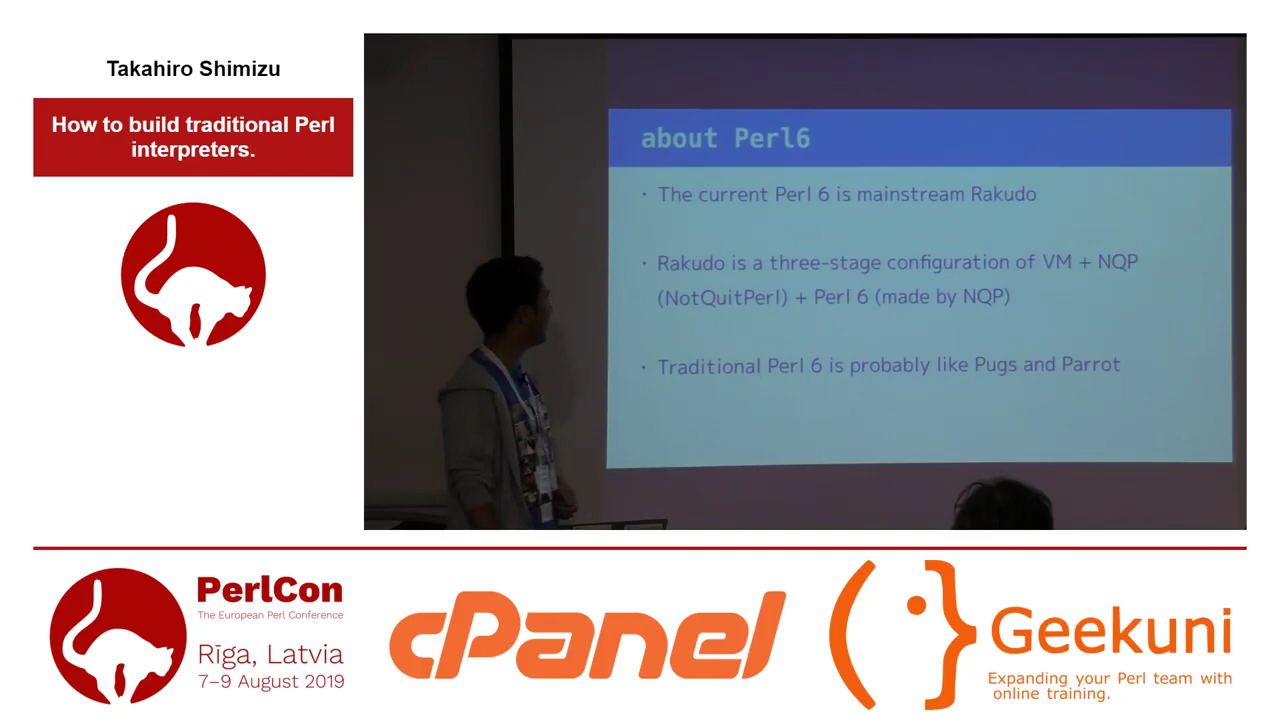 Takahiro Shimizu
How to build traditional Perl
interpreters.
about Perl6
・ The current Perl 6 is mainstream Rakudo
・ Rakudo is a three-stage configuration of VM + NQP
(NotQuitPerl) + Perl 6 (made by NQP)
・ Traditional Perl 6 is probably like Pugs and Parrot
PerlCon
The European Perl Conference
Rīga, Latvia
7–9 August 2019
cPanel
Geekuni
Expanding your Perl team with
online training.